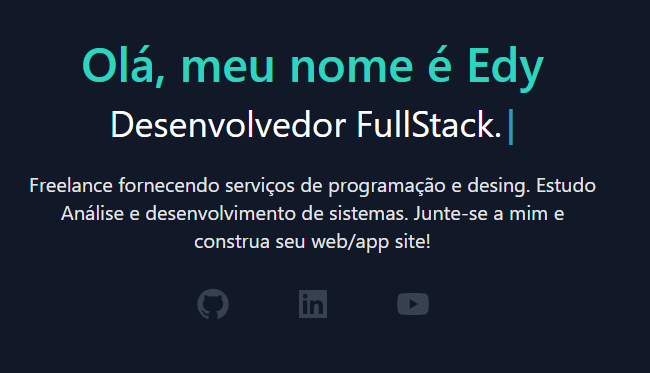 Olá, meu nome é Edy
Desenvolvedor FullStack.|
Freelance fornecendo serviços de programação e desing. Estudo
Análise e desenvolvimento de sistemas. Junte-se a mim e
construa seu web/app site!
in